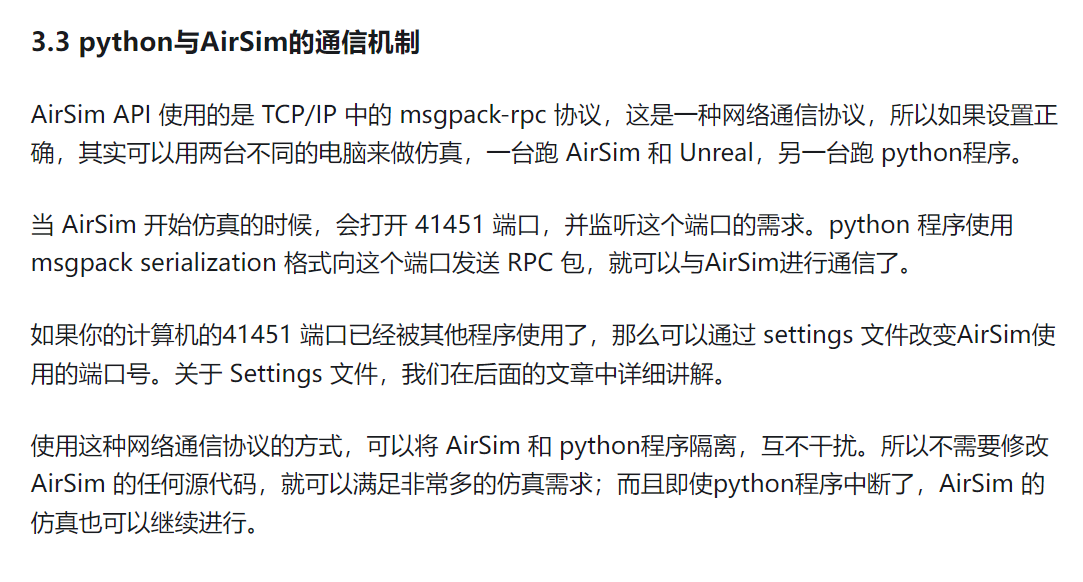 3.3 python与AirSim的通信机制
AirSim API 使用的是 TCP/IP 中的 msgpack-rpc 协议，这是一种网络通信协议，所以如果设置正
确，其实可以用两台不同的电脑来做仿真，一台跑 AirSim 和 Unreal，另一台跑 python程序。
当 AirSim 开始仿真的时候，会打开 41451 端口，并监听这个端口的需求。python 程序使用
msgpack serialization 格式向这个端口发送 RPC 包，就可以与AirSim进行通信了。
如果你的计算机的41451 端口已经被其他程序使用了，那么可以通过 settings 文件改变AirSim使
用的端口号。关于 Settings 文件，我们在后面的文章中详细讲解。
使用这种网络通信协议的方式，可以将 AirSim 和 python程序隔离，互不干扰。所以不需要修改
AirSim 的任何源代码，就可以满足非常多的仿真需求；而且即使python程序中断了，AirSim 的
仿真也可以继续进行。